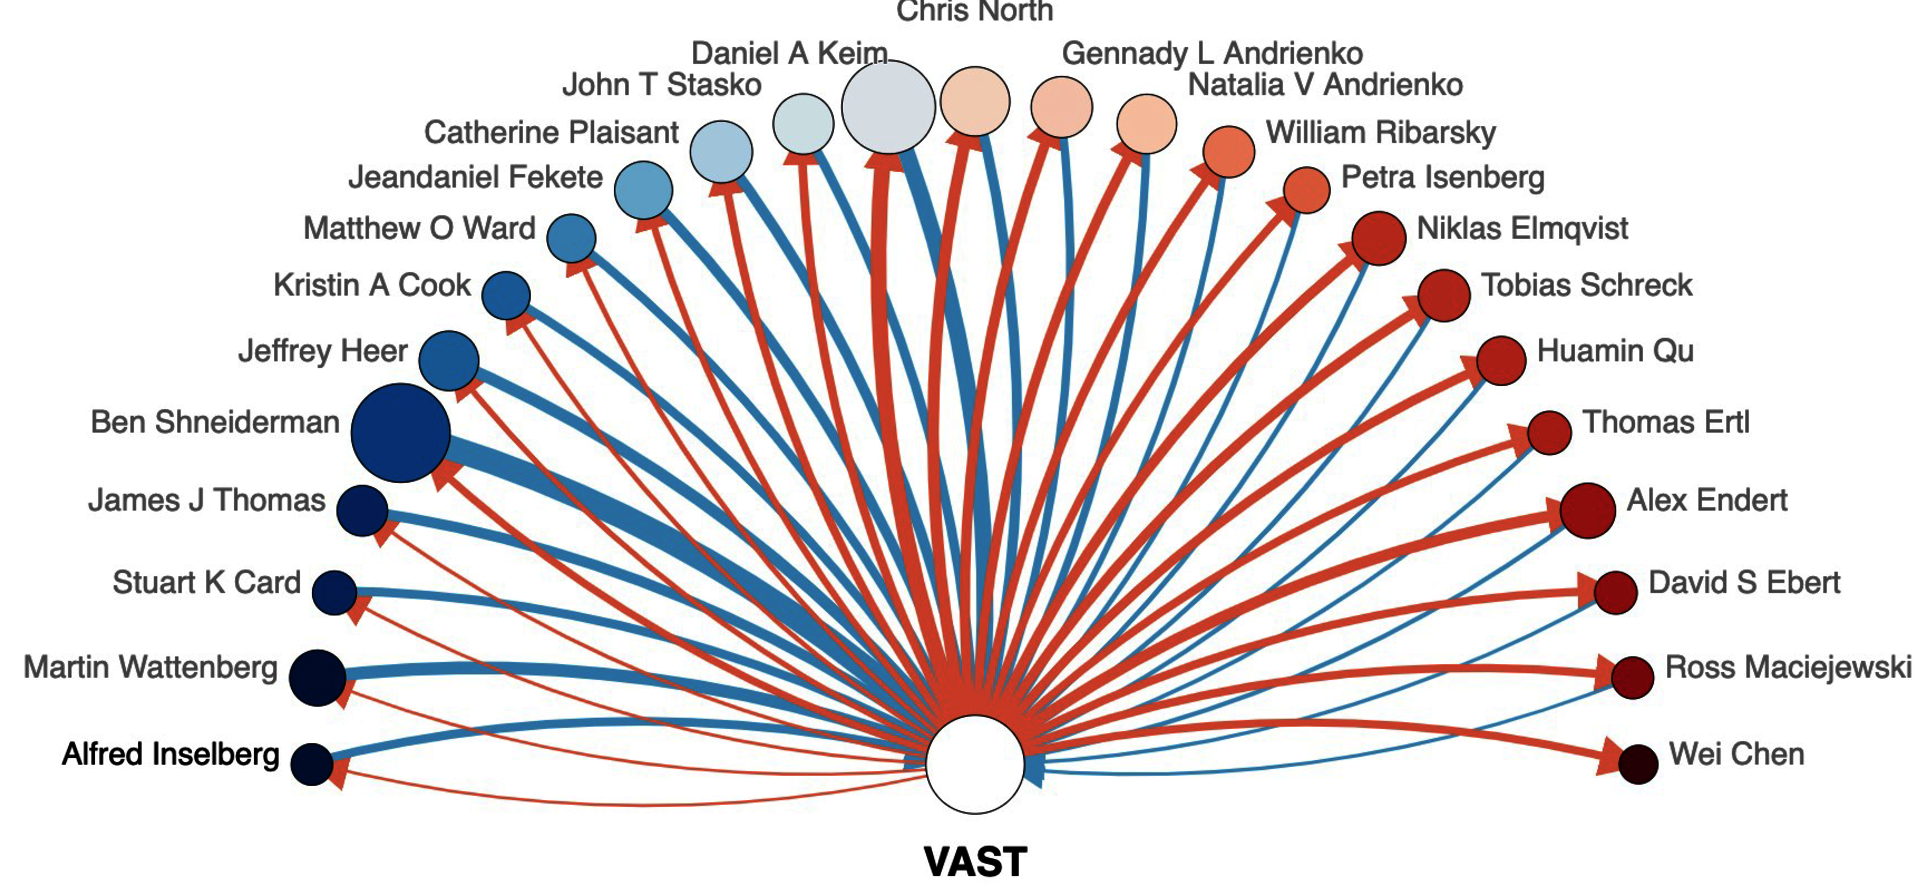 Chris North
Daniel A Keim
Gennady L Andrienko
John T Stasko
Natalia V Andrienko
Catherine Plaisant
William Ribarsky
Jeandaniel Fekete
Petra Isenberg
Matthew O Ward
Niklas Elmqvist
Kristin A Cook
Tobias Schreck
Jeffrey Heer
Huamin Qu
Ben Shneiderman
Thomas Ertl
James J Thomas
Alex Endert
Stuart K Card
David S Ebert
Martin Wattenberg
Ross Maciejewski
Alfred Inselberg
Wei Chen
VAST